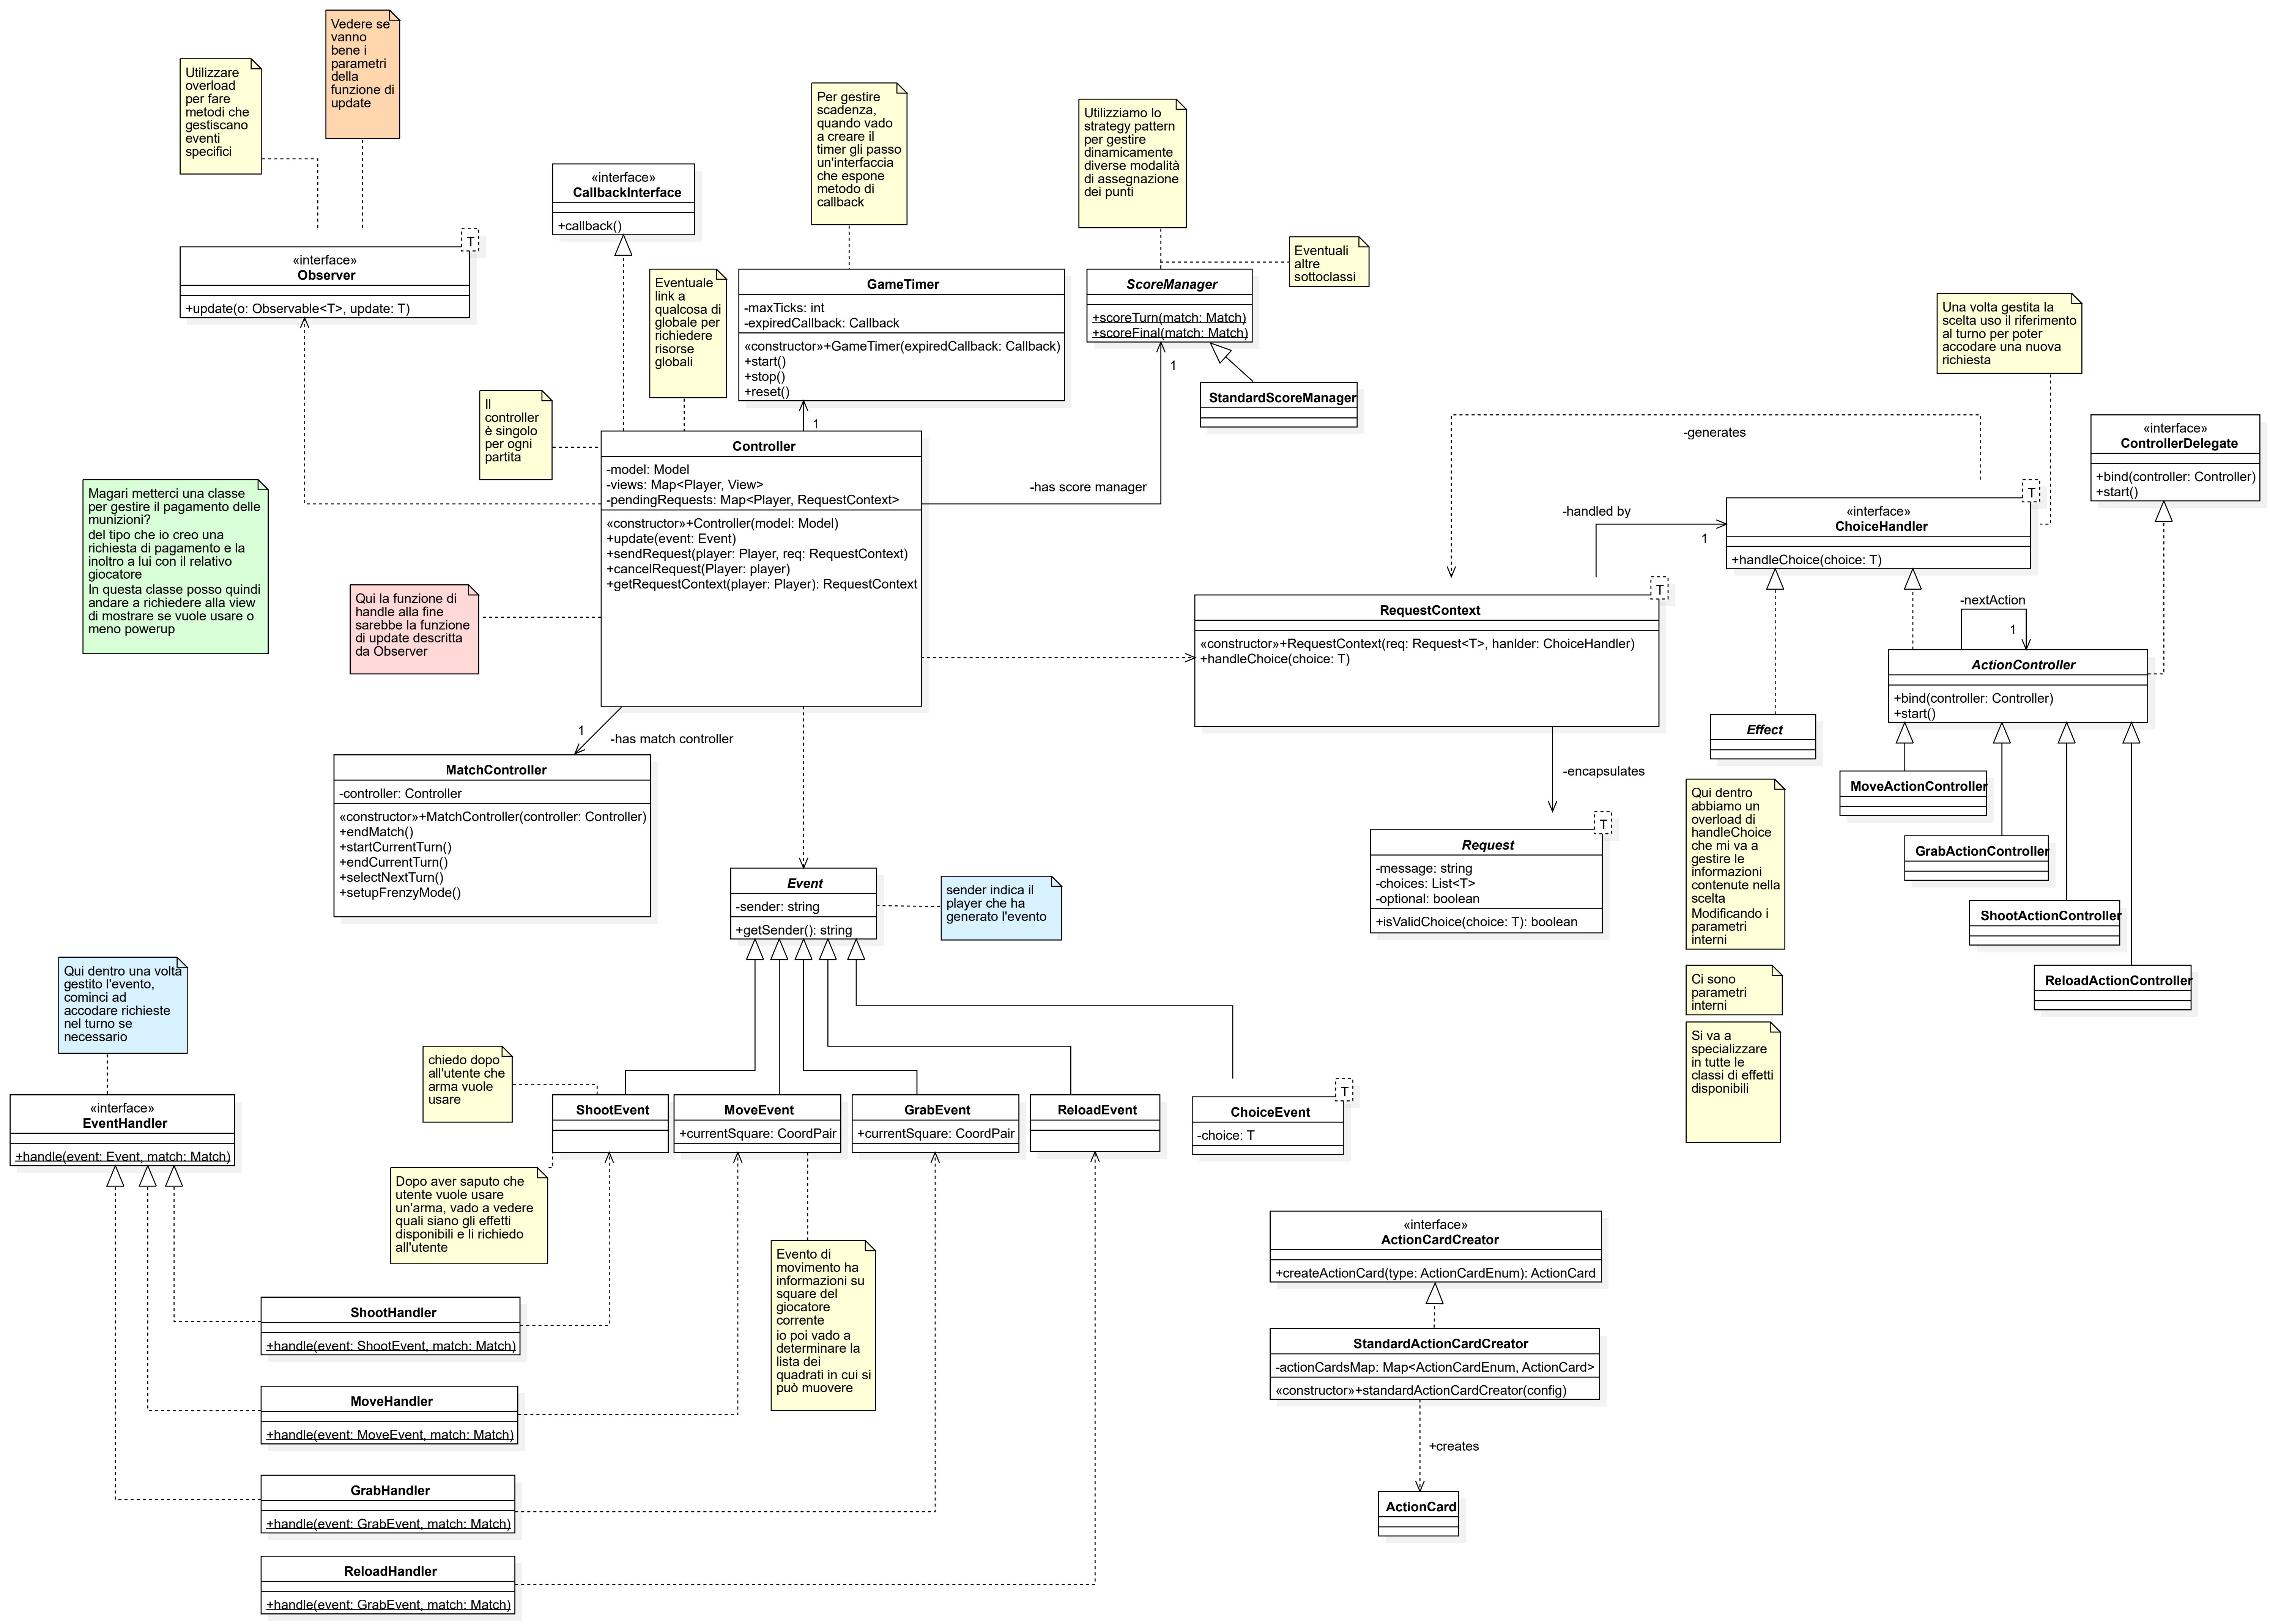 Vedere se
vanno
bene i
parametri
della
funzione di
update
Utilizzare
overload
per fare
metodi che
gestiscano
eventi
specifici
Per gestire
scadenza,
quando vado
a creare il
timer gli passo
un'interfaccia
che espone
metodo di
callback
Utilizziamo lo
strategy pattern
per gestire
dinamicamente
diverse modalità
di assegnazione
dei punti
«interface»
CallbackInterface
+callback()
T
«interface»
Observer
+update(o: Observable<T>, update: T)
Eventuale
link a
qualcosa di
globale per
richiedere
risorse
globali
GameTimer
-maxTicks: int
-expiredCallback: Callback
«constructor»+GameTimer(expiredCallback: Callback)
+start()
+stop()
+reset()
1
ScoreManager
+scoreTurn(match: Match)
+scoreFinal(match: Match)
1
Eventuali
altre
sottoclassi
StandardScoreManager
Una volta gestita la
scelta uso il riferimento
al turno per poter
accodare una nuova
richiesta
Il
controller
è singolo
per ogni
partita
Controller
-model: Model
-views: Map<Player, View>
-pendingRequests: Map<Player, RequestContext>
«constructor»+Controller(model: Model)
+update(event: Event)
+sendRequest(player: Player, req: RequestContext)
+cancelRequest(Player: player)
+getRequestContext(player: Player): RequestContext
-has score manager
-generates
«interface»
ControllerDelegate
+bind(controller: Controller)
+start()
-handled by
1
T
«interface»
ChoiceHandler
+handleChoice(choice: T)
Magari metterci una classe
per gestire il pagamento delle
munizioni?
del tipo che io creo una
richiesta di pagamento e la
inoltro a lui con il relativo
giocatore
In questa classe posso quindi
andare a richiedere alla view
di mostrare se vuole usare o
meno powerup
Qui la funzione di
handle alla fine
sarebbe la funzione
di update descritta
da Observer
T
RequestContext
«constructor»+RequestContext(req: Request<T>, hanlder: ChoiceHandler)
+handleChoice(choice: T)
-nextAction
1
ActionController
+bind(controller: Controller)
+start()
Effect
1
-has match controller
MatchController
-controller: Controller
«constructor»+MatchController(controller: Controller)
+endMatch()
+startCurrentTurn()
+endCurrentTurn()
+selectNextTurn()
+setupFrenzyMode()
-encapsulates
T
Request
-message: string
-choices: List<T>
-optional: boolean
+isValidChoice(choice: T): boolean
Qui dentro
abbiamo un
overload di
handleChoice
che mi va a
gestire le
informazioni
contenute nella
scelta
Modificando i
parametri
interni
MoveActionController
GrabActionController
ShootActionController
ReloadActionController
Ci sono
parametri
interni
Si va a
specializzare
in tutte le
classi di effetti
disponibili
Event
-sender: string
+getSender(): string
sender indica il
player che ha
generato l'evento
Qui dentro una volta
gestito l'evento,
cominci ad
accodare richieste
nel turno se
necessario
«interface»
EventHandler
+handle(event: Event, match: Match)
chiedo dopo
all'utente che
arma vuole
usare
ShootEvent
MoveEvent
+currentSquare: CoordPair
GrabEvent
+currentSquare: CoordPair
ReloadEvent
T
ChoiceEvent
-choice: T
Dopo aver saputo che
utente vuole usare
un'arma, vado a vedere
quali siano gli effetti
disponibili e li richiedo
all'utente
Evento di
movimento ha
informazioni su
square del
giocatore
corrente
io poi vado a
determinare la
lista dei
quadrati in cui si
può muovere
«interface»
ActionCardCreator
+createActionCard(type: ActionCardEnum): ActionCard
StandardActionCardCreator
-actionCardsMap: Map<ActionCardEnum, ActionCard>
«constructor»+standardActionCardCreator(config)
+creates
ActionCard
ShootHandler
+handle(event: ShootEvent, match: Match)
MoveHandler
+handle(event: MoveEvent, match: Match)
GrabHandler
+handle(event: GrabEvent, match: Match)
ReloadHandler
+handle(event: GrabEvent, match: Match)